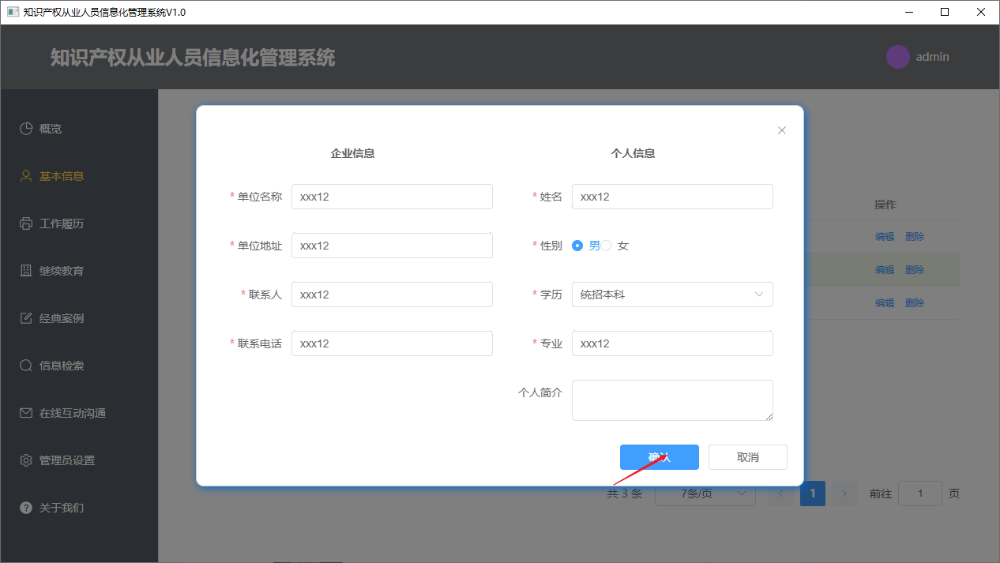 知识产权从业人员信息化管理系统V1.0
知识产权从业人员信息化管理系统
admin
概览
基本信息
工作履历
继续教育
经典案例
信息检索
在线互动沟通
管理员设置
关于我们
企业信息 个人信息
* 单位名称 xxx12 * 姓名 xxx12
* 单位地址 xxx12 * 性别 男 女
* 联系人 xxx12 * 学历 统招本科
* 联系电话 xxx12 * 专业 xxx12
个人简介
确认 取消
操作
编辑 删除
编辑 删除
编辑 删除
共 3 条 7条/页 1 前往 1 页